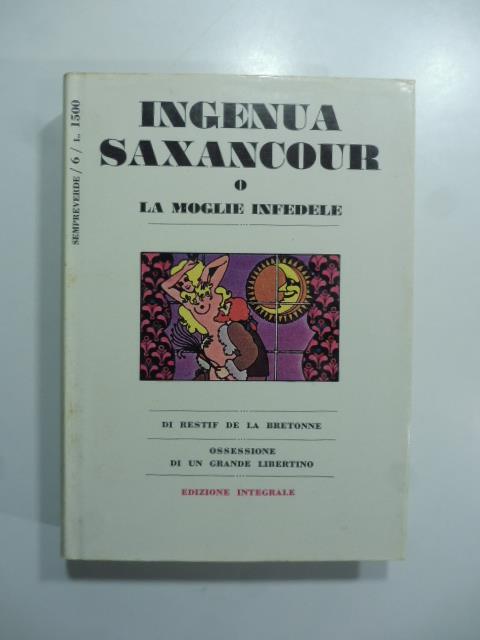 INGENUA
SAXANCOUR
O
LA MOGLIE INFEDELE
DI RESTIF DE LA BRETONNE
OSSESSIONE
DI UN GRANDE LIBERTINO
EDIZIONE INTEGRALE
SEMPREVERDE / 6 / L. 1500